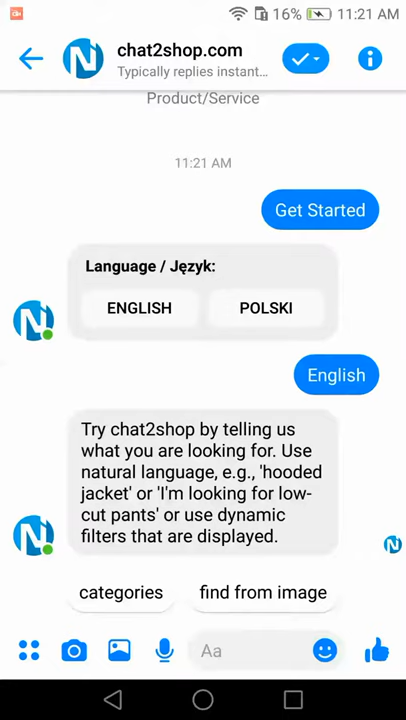 16% 11:21 AM
chat2shop.com
Typically replies instant...
Product/Service
11:21 AM
Get Started
Language / Język:
ENGLISH POLSKI
English
Try chat2shop by telling us
what you are looking for. Use
natural language, e.g., 'hooded
jacket' or 'I'm looking for low-
cut pants' or use dynamic
filters that are displayed.
categories find from image
Aa